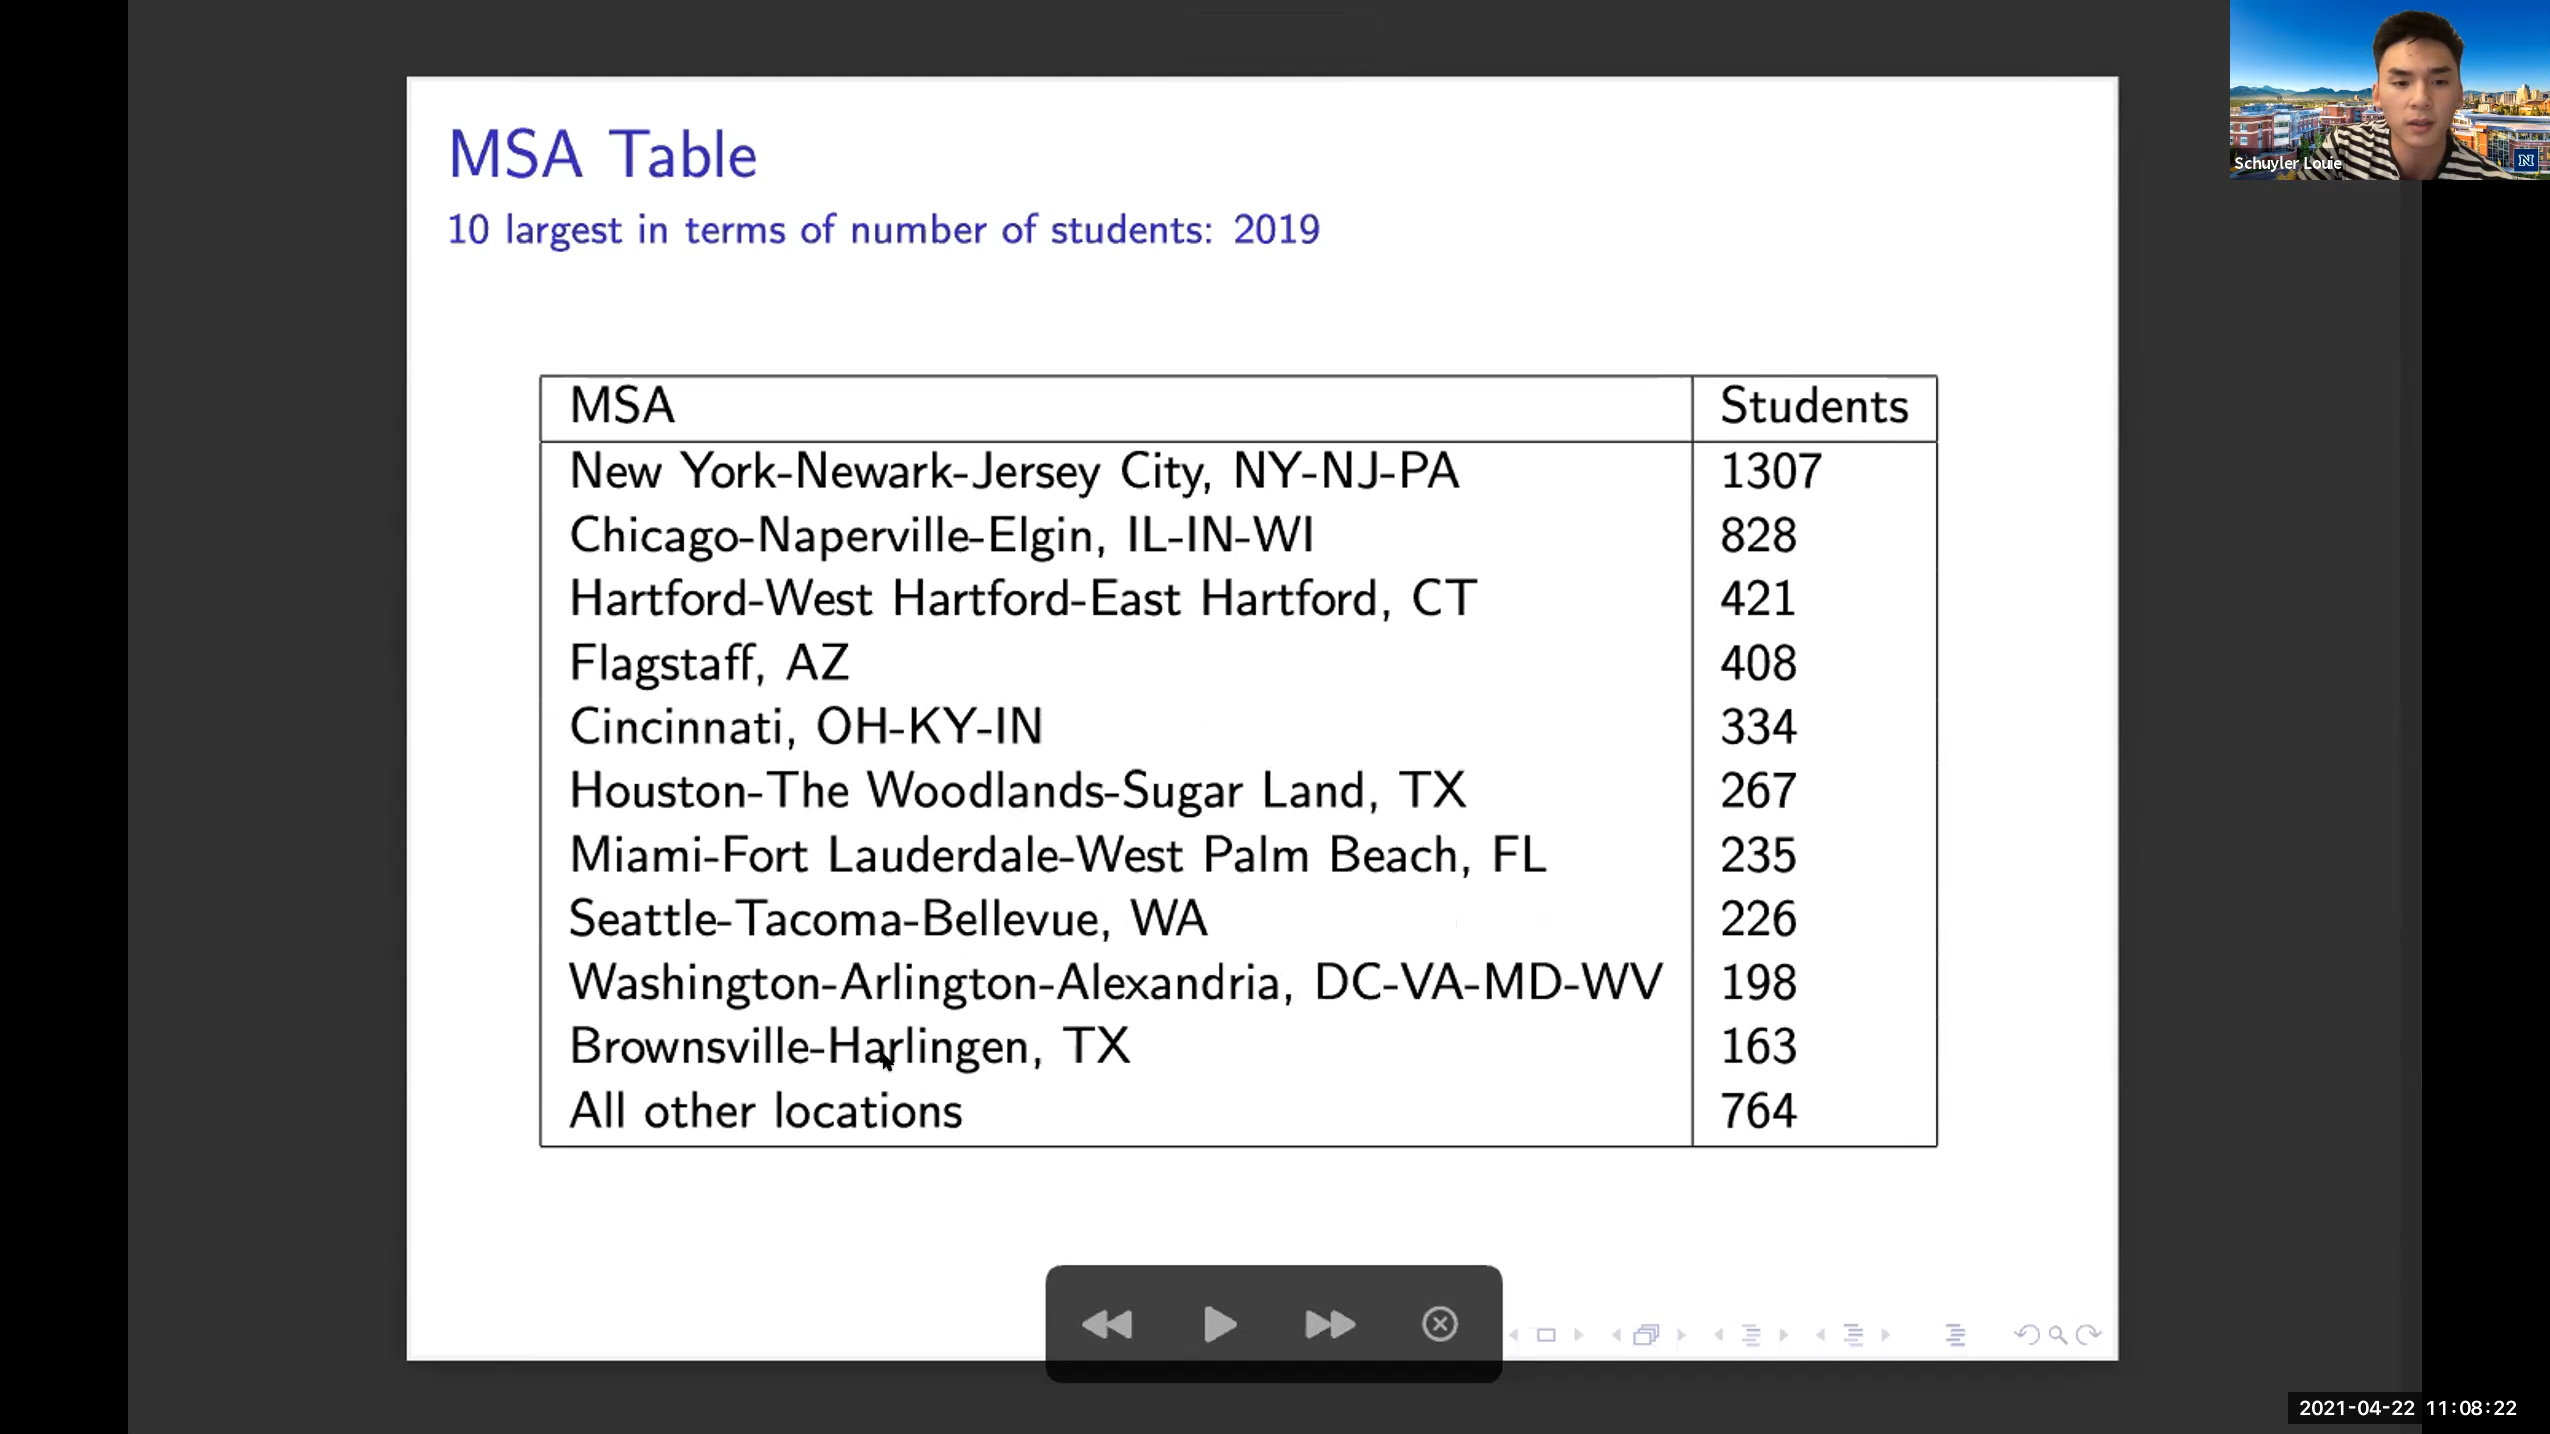 MSA Table
10 largest in terms of number of students: 2019
MSA Students
New York-Newark-Jersey City, NY-NJ-PA 1307
Chicago-Naperville-Elgin, IL-IN-WI 828
Hartford-West Hartford-East Hartford, CT 421
Flagstaff, AZ 408
Cincinnati, OH-KY-IN 334
Houston-The Woodlands-Sugar Land, TX 267
Miami-Fort Lauderdale-West Palm Beach, FL 235
Seattle-Tacoma-Bellevue, WA 226
Washington-Arlington-Alexandria, DC-VA-MD-WV 198
Brownsville-Harlingen, TX 163
All other locations 764
Schuyler Louie
N
2021-04-22 11:08:22